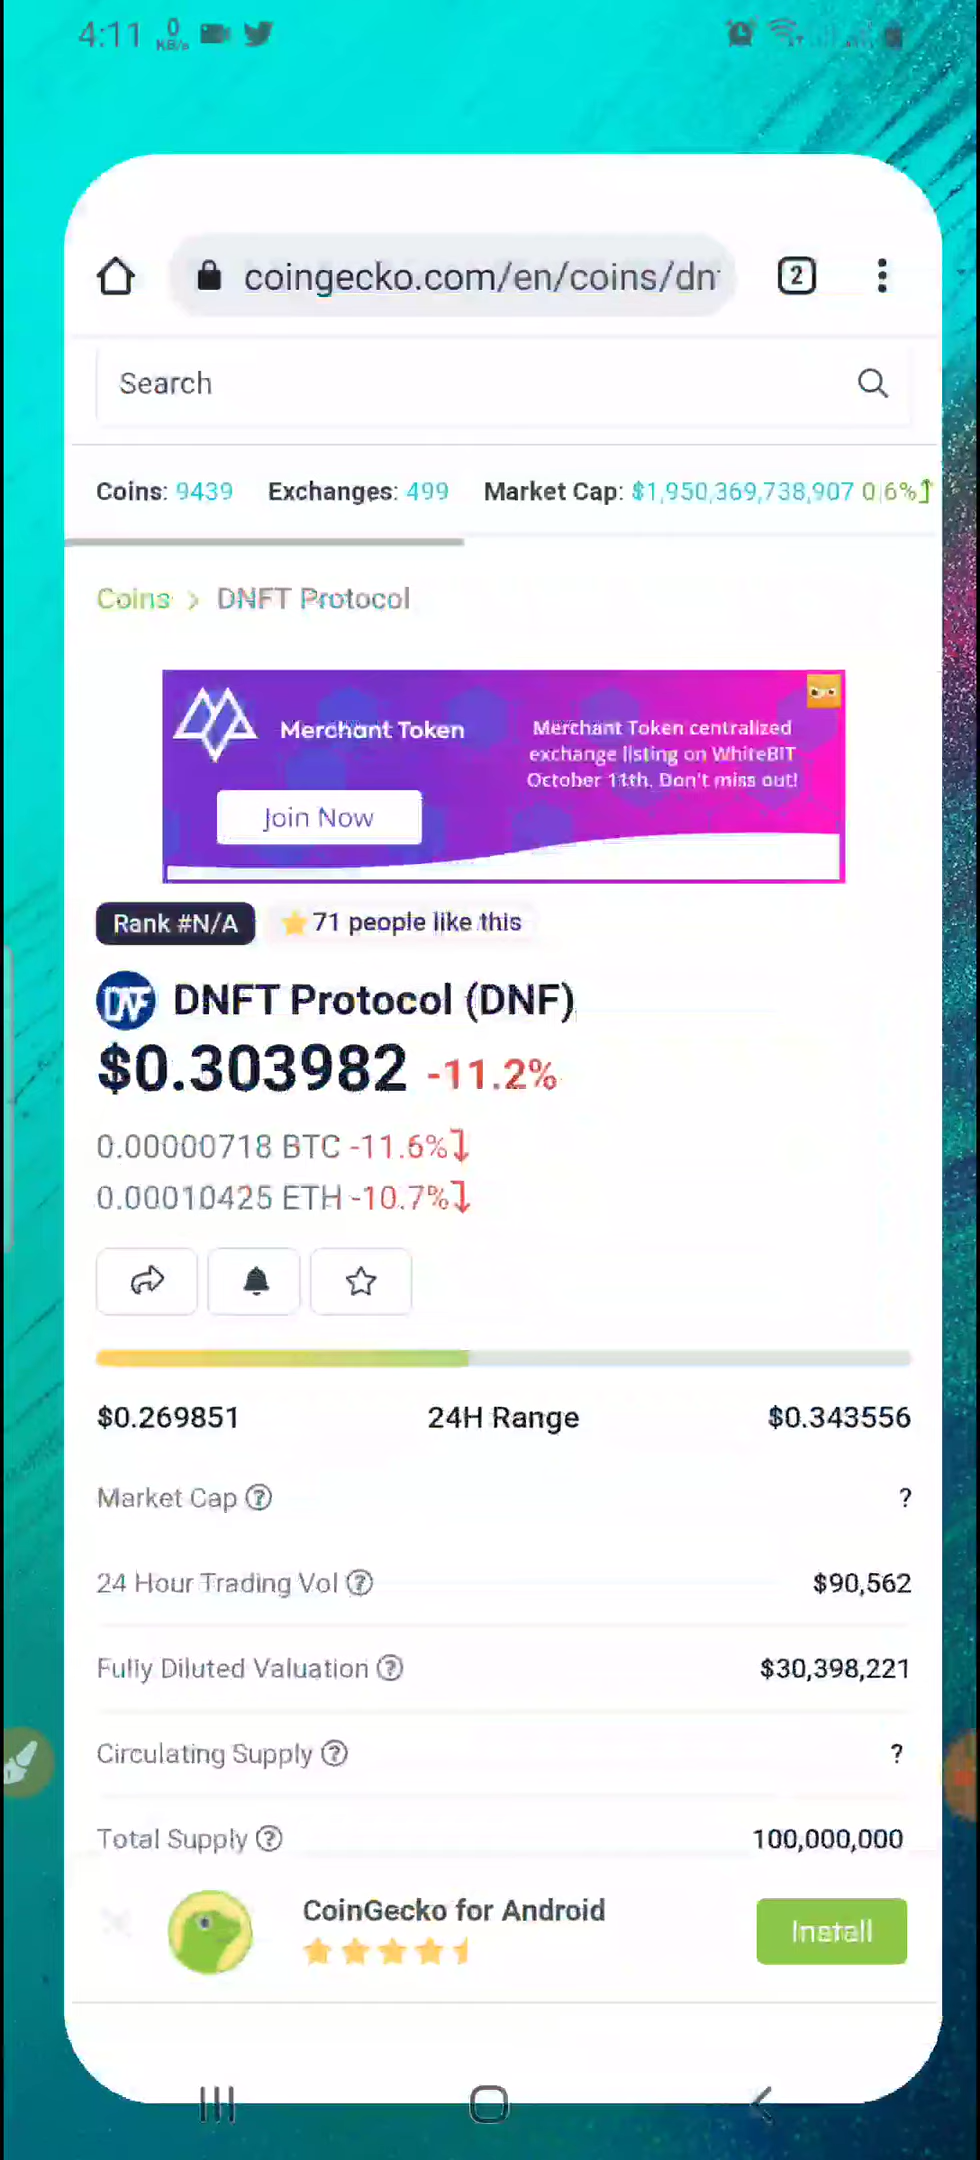 4:11 0 KB/s
coingecko.com/en/coins/dn
2
Search
Coins: 9439 Exchanges: 499 Market Cap: $1,950,369,738,907 0.6%
Coins > DNFT Protocol
Merchant Token
Merchant Token centralized
exchange listing on WhiteBIT
October 11th. Don't miss out!
Join Now
Rank #N/A 71 people like this
DNF DNFT Protocol (DNF)
$0.303982 -11.2%
0.00000718 BTC -11.6%
0.00010425 ETH -10.7%
$0.269851 24H Range $0.343556
Market Cap ? ?
24 Hour Trading Vol ? $90,562
Fully Diluted Valuation ? $30,398,221
Circulating Supply ? ?
Total Supply ? 100,000,000
CoinGecko for Android
Install